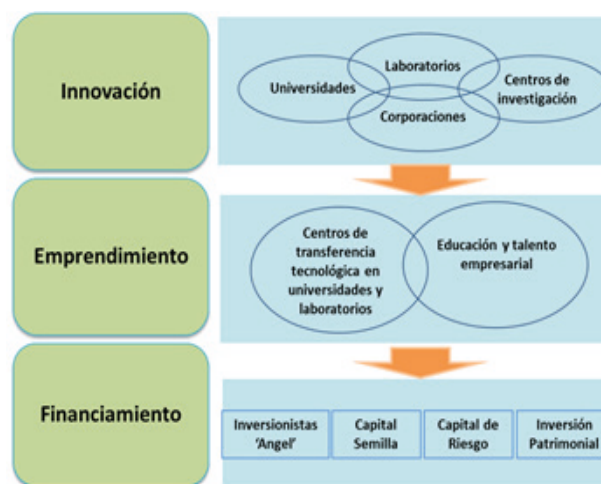 Innovación
Laboratorios
Universidades
Centros de
investigación
Corporaciones
Emprendimiento
Centros de
transferencia
tecnológica en
universidades y
laboratorios
Educación y talento
empresarial
Financiamiento
Inversionistas
'Angel'
Capital
Semilla
Capital de
Riesgo
Inversión
Patrimonial